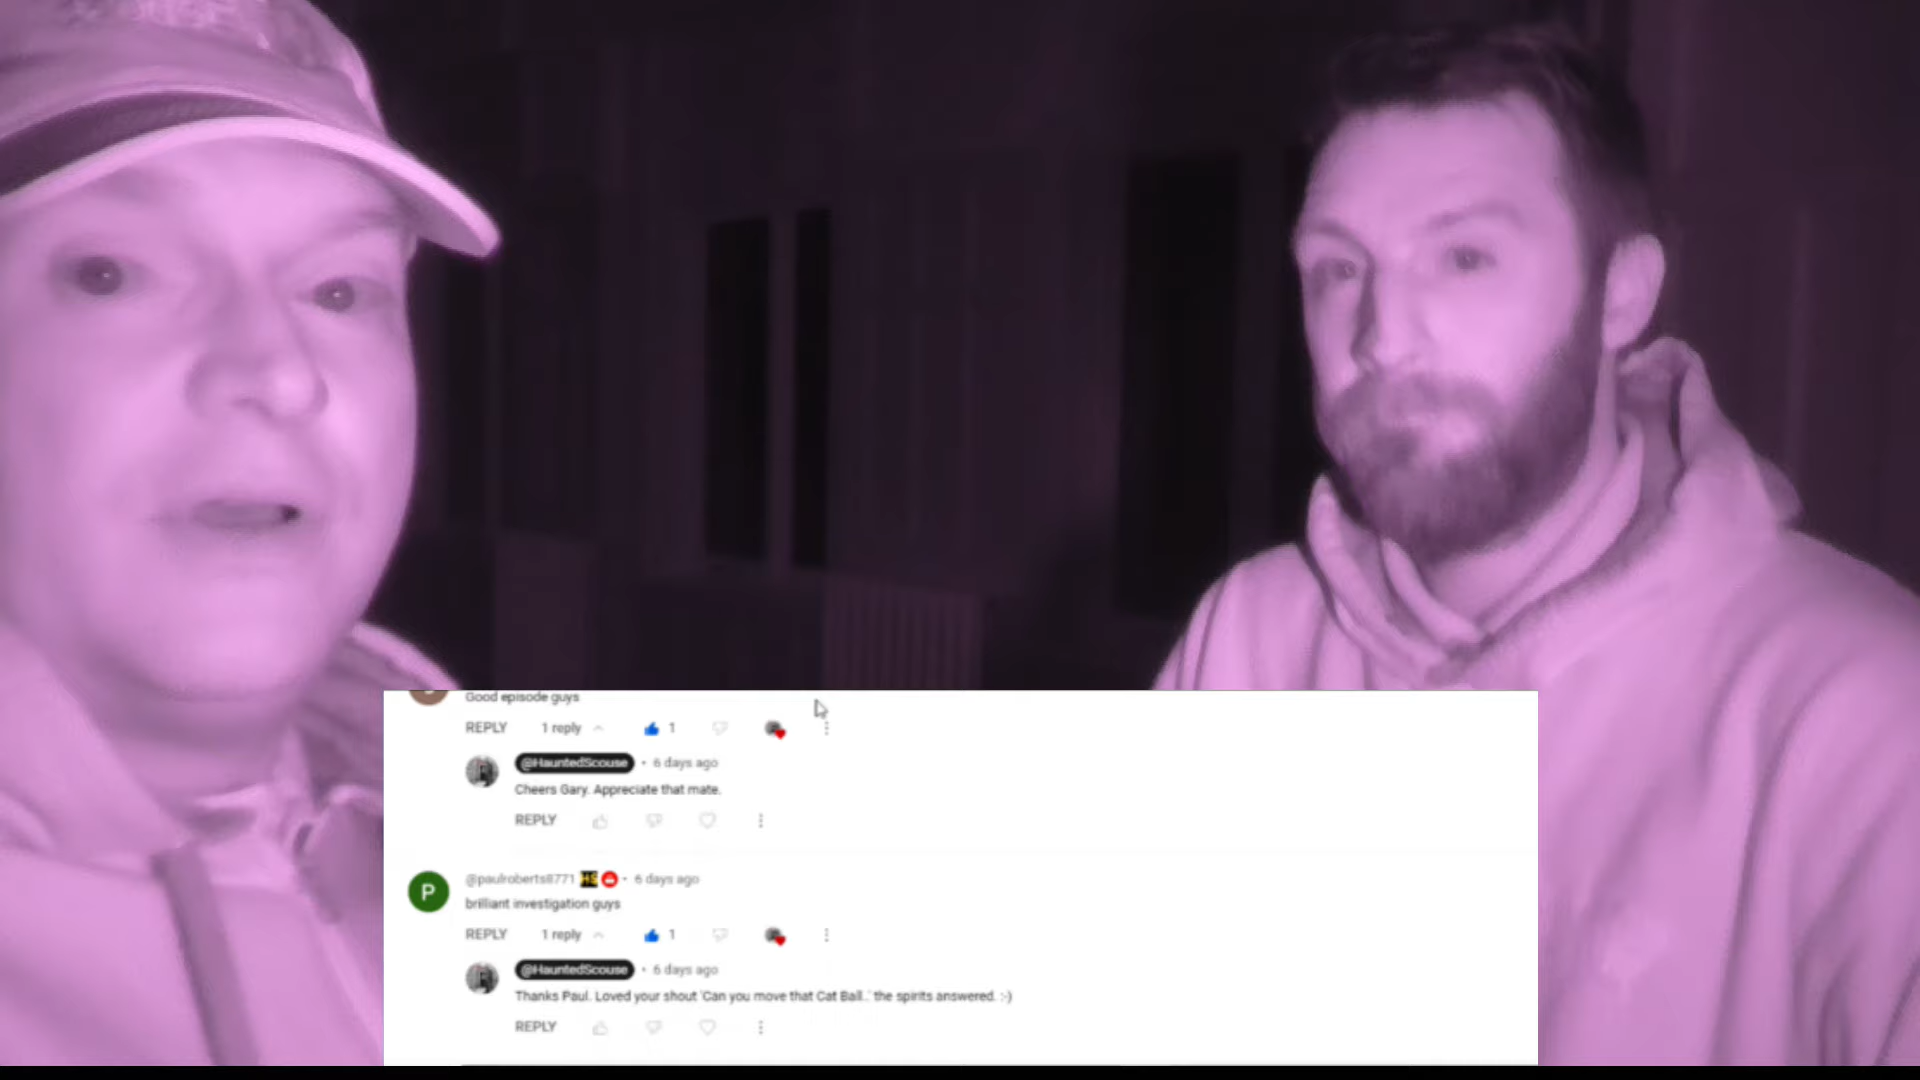 Good episode guys
REPLY 1 reply 1
@HauntedScouse • 6 days ago
Cheers Gary. Appreciate that mate.
REPLY
P
@paulroberts8771 HS • 6 days ago
brilliant investigation guys
REPLY 1 reply 1
@HauntedScouse • 6 days ago
Thanks Paul. Loved your shout 'Can you move that Cat Ball..' the spirits answered. :-)
REPLY